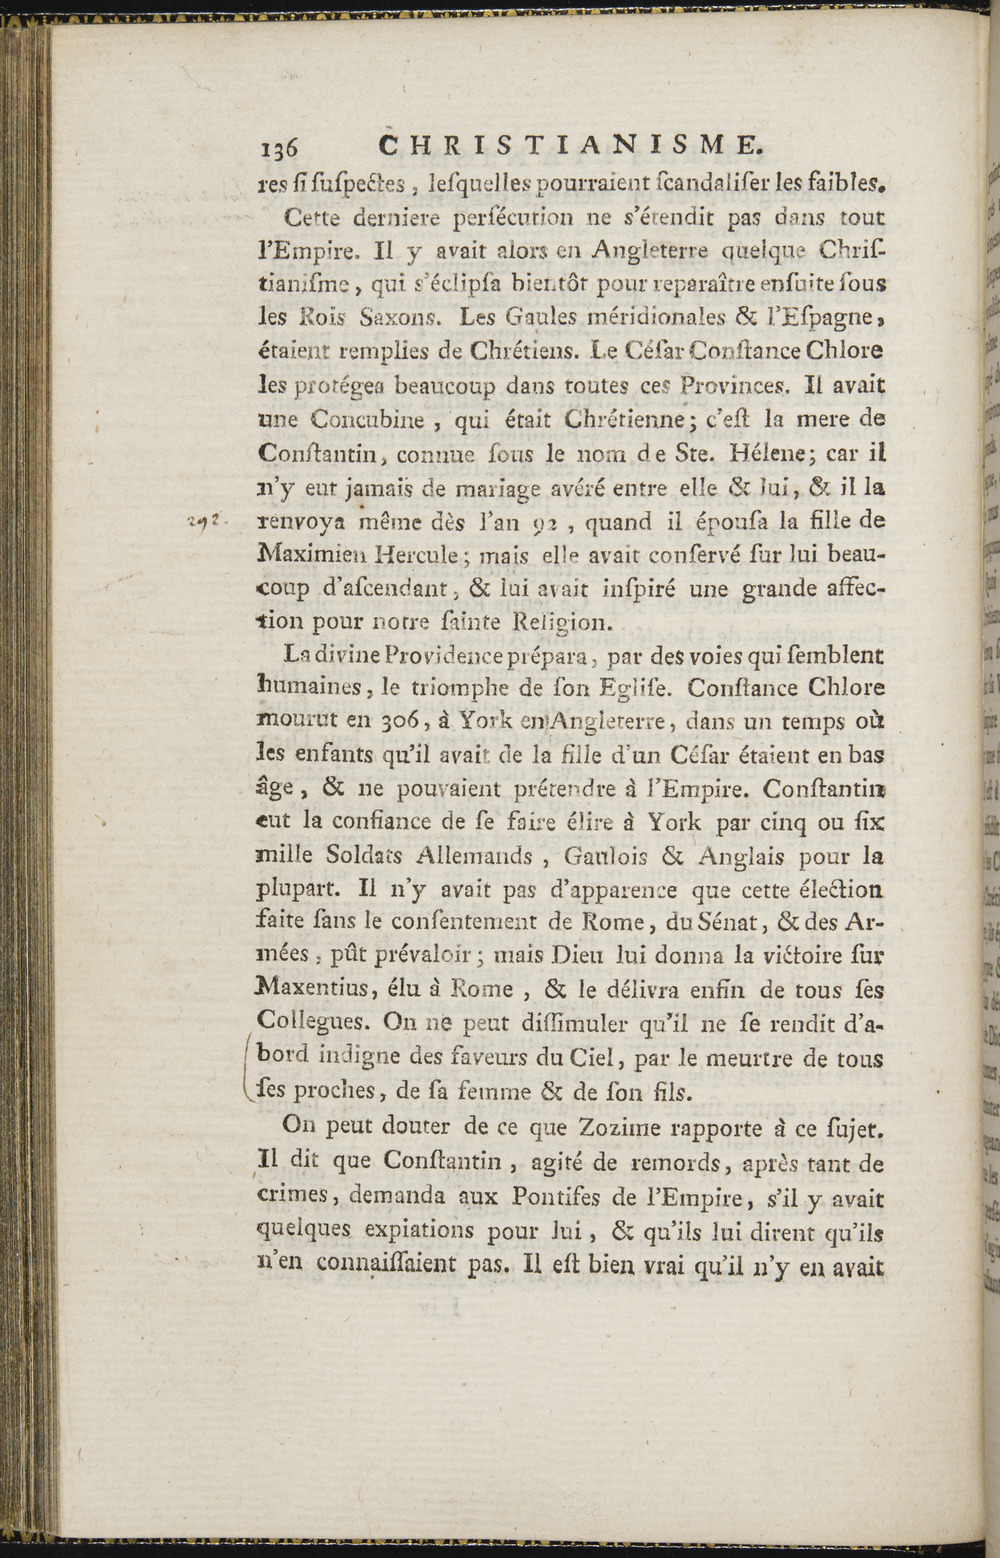 136 CHRISTIANISME.
res ſi ſuſpectes, leſquelles pourraient ſcandaliſer les faibles.
Cette derniere perſécution ne s'étendit pas dans tout
l'Empire. Il y avait alors en Angleterre quelque Chriſ-
tianiſme, qui s'éclipſa bientôt pour reparaître enſuite ſous
les Rois Saxons. Les Gaules méridionales & l'Eſpagne,
étaient remplies de Chrétiens. Le Céſar Conſtance Chlore
les protégea beaucoup dans toutes ces Provinces. Il avait
une Concubine, qui était Chrétienne; c'eſt la mere de
Conſtantin, connue ſous le nom de Ste. Hélene; car il
n'y eut jamais de mariage avéré entre elle & lui, & il la
292. renvoya même dès l'an 92, quand il épouſa la fille de
Maximien Hercule; mais elle avait conſervé ſur lui beau-
coup d'aſcendant, & lui avait inſpiré une grande affec-
tion pour notre ſainte Religion.
La divine Providence prépara, par des voies qui ſemblent
humaines, le triomphe de ſon Egliſe. Conſtance Chlore
mourut en 306, à York en Angleterre, dans un temps où
les enfants qu'il avait de la fille d'un Céſar étaient en bas
âge, & ne pouvaient prétendre à l'Empire. Conſtantin
eut la confiance de ſe faire élire à York par cinq ou ſix
mille Soldats Allemands, Gaulois & Anglais pour la
plupart. Il n'y avait pas d'apparence que cette élection
faite ſans le conſentement de Rome, du Sénat, & des Ar-
mées, pût prévaloir; mais Dieu lui donna la victoire ſur
Maxentius, élu à Rome, & le délivra enfin de tous ſes
Collegues. On ne peut diſſimuler qu'il ne ſe rendit d'a-
bord indigne des faveurs du Ciel, par le meurtre de tous
ſes proches, de ſa femme & de ſon fils.
On peut douter de ce que Zozime rapporte à ce ſujet.
Il dit que Conſtantin, agité de remords, après tant de
crimes, demanda aux Pontifes de l'Empire, s'il y avait
quelques expiations pour lui, & qu'ils lui dirent qu'ils
n'en connaiſſaient pas. Il eſt bien vrai qu'il n'y en avait